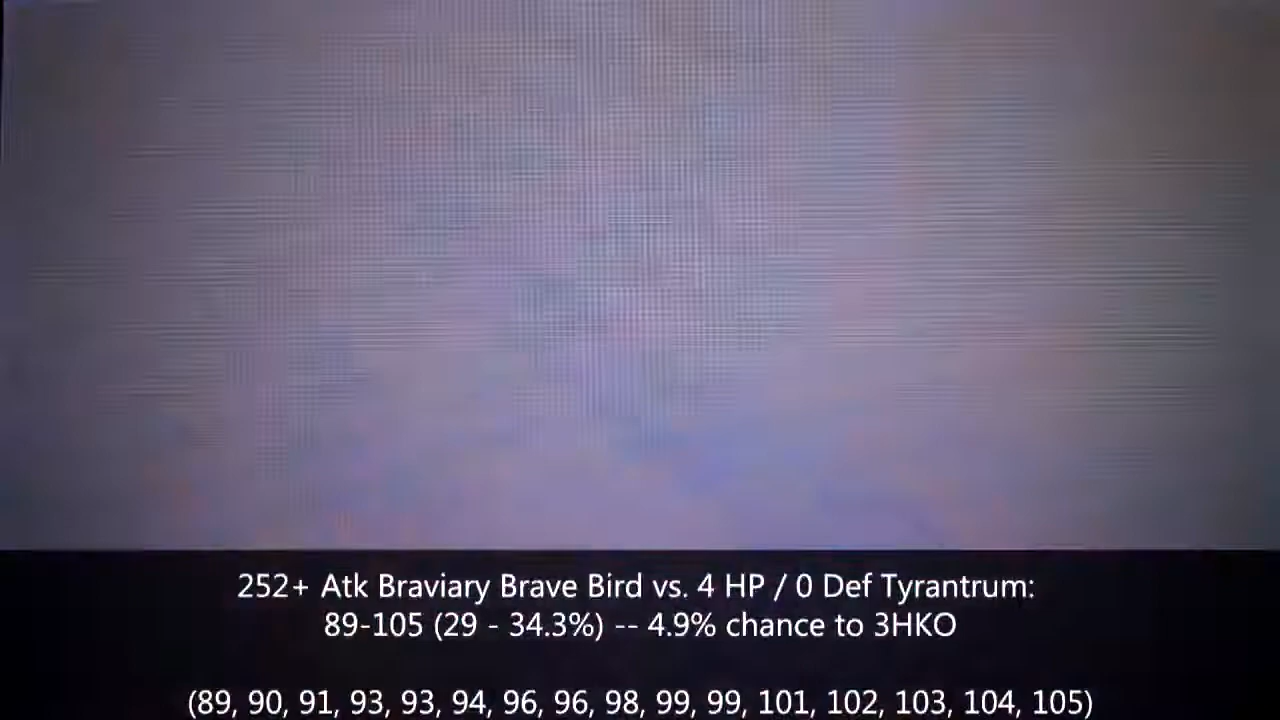 252+ Atk Braviary Brave Bird vs. 4 HP / 0 Def Tyrantrum:
89-105 (29 - 34.3%) -- 4.9% chance to 3HKO
(89, 90, 91, 93, 93, 94, 96, 96, 98, 99, 99, 101, 102, 103, 104, 105)